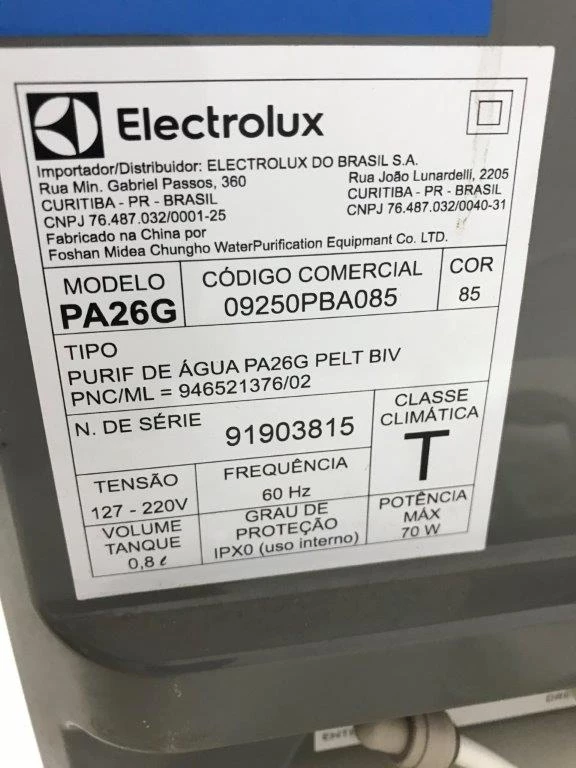 Electrolux
Importador/Distribuidor: ELECTROLUX DO BRASIL S.A.
Rua Min. Gabriel Passos, 360
CURITIBA - PR - BRASIL
CNPJ 76.487.032/0001-25
Rua João Lunardelli, 2205
CURITIBA - PR - BRASIL
CNPJ 76.487.032/0040-31
Fabricado na China por
Foshan Midea Chungho WaterPurification Equipmant Co. LTD.
MODELO
PA26G
CÓDIGO COMERCIAL
09250PBA085
COR
85
TIPO
PURIF DE ÁGUA PA26G PELT BIV
PNC/ML = 946521376/02
N. DE SÉRIE
91903815
CLASSE
CLIMÁTICA
T
TENSÃO
127 - 220V
FREQUÊNCIA
60 Hz
VOLUME
TANQUE
0,8 ℓ
GRAU DE
PROTEÇÃO
IPX0 (uso interno)
POTÊNCIA
MÁX
70 W